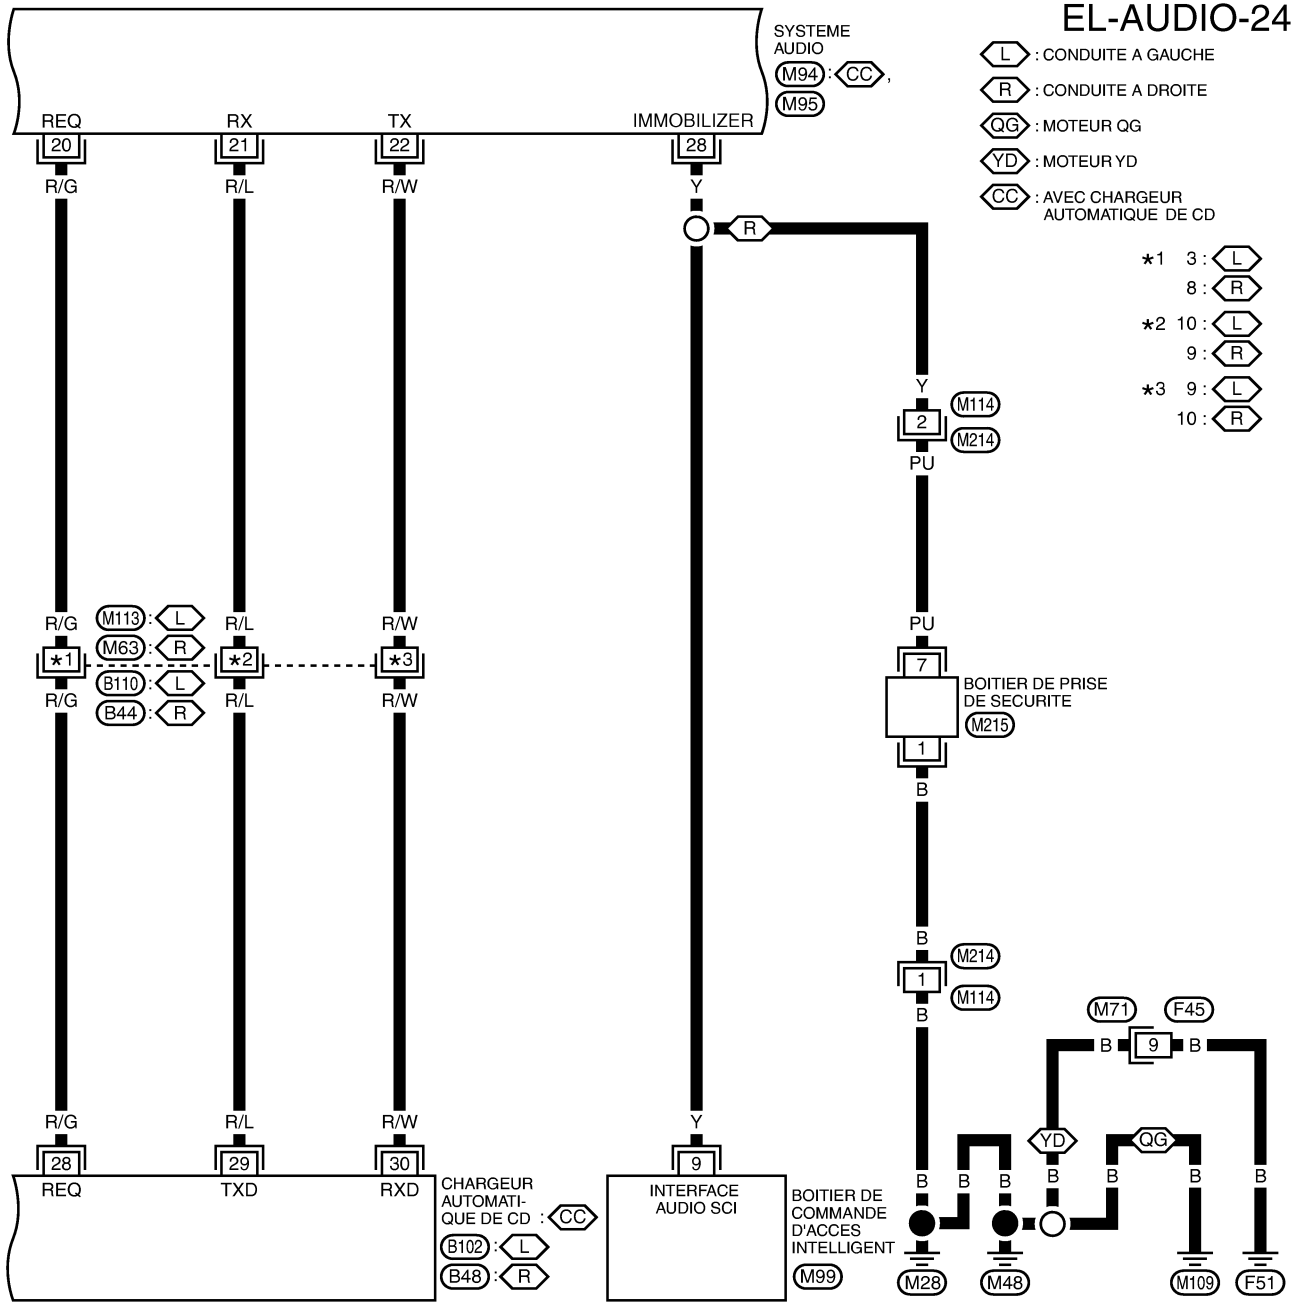 EL-AUDIO-24
SYSTEME
AUDIO
M94 : CC ,
M95
L : CONDUITE A GAUCHE
R : CONDUITE A DROITE
QG : MOTEUR QG
YD : MOTEUR YD
CC : AVEC CHARGEUR
AUTOMATIQUE DE CD
REQ RX TX IMMOBILIZER
20 21 22 28
R/G R/L R/W Y
R
*1 3 : L
8 : R
*2 10 : L
9 : R
*3 9 : L
10 : R
Y
M114
2
M214
PU
R/G M113 : L R/L R/W PU
M63 : R
*1 *2 *3 7
B110 : L
R/G R/L R/W
B44 : R
BOITIER DE PRISE
DE SECURITE
M215
1
B
B
M214
1
M114
B
M71 F45
B 9 B
R/G R/L R/W Y
YD QG
28 29 30 9
REQ TXD RXD
CHARGEUR
AUTOMATI-
QUE DE CD : CC
B102 : L
B48 : R
INTERFACE
AUDIO SCI
BOITIER DE
COMMANDE
D'ACCES
INTELLIGENT
M99
B B B B B B B
M28 M48 M109 F51